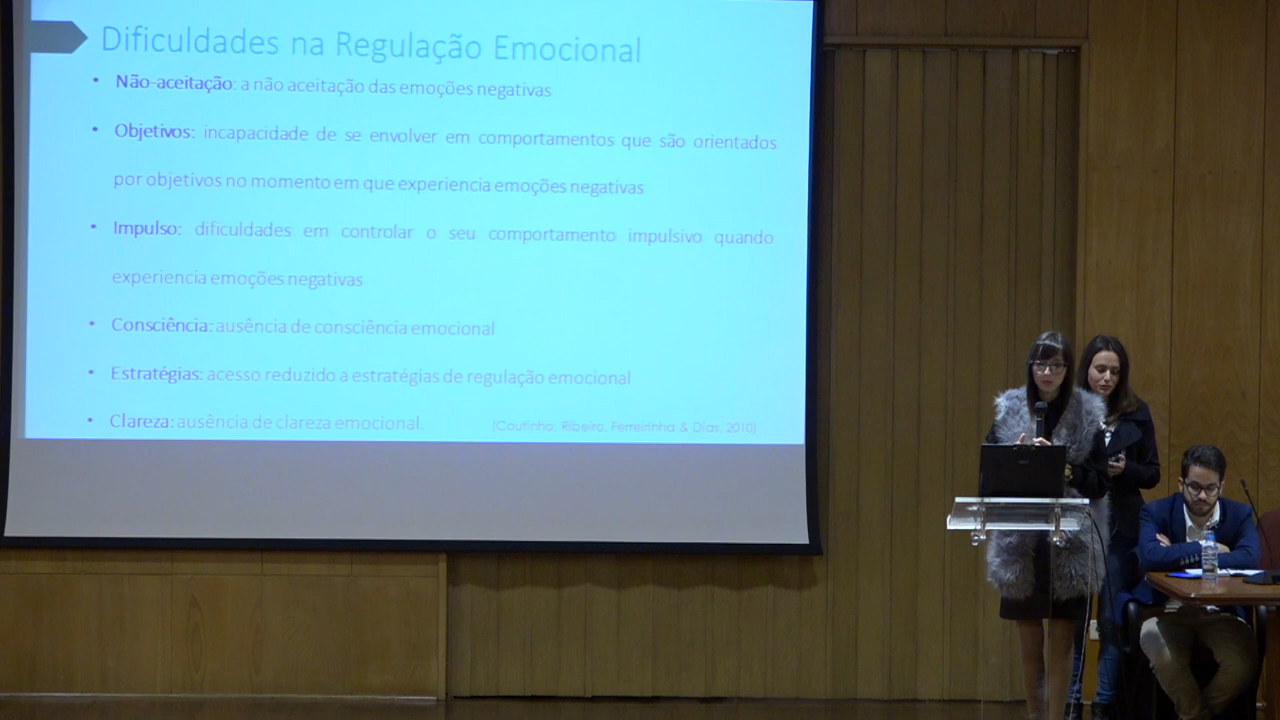 Dificuldades na Regulação Emocional
• Não-aceitação: a não aceitação das emoções negativas
• Objetivos: incapacidade de se envolver em comportamentos que são orientados
por objetivos no momento em que experiencia emoções negativas
• Impulso: dificuldades em controlar o seu comportamento impulsivo quando
experiencia emoções negativas
• Consciência: ausência de consciência emocional
• Estratégias: acesso reduzido a estratégias de regulação emocional
• Clareza: ausência de clareza emocional. (Coutinho, Ribeiro, Ferreirinha & Dias, 2010)